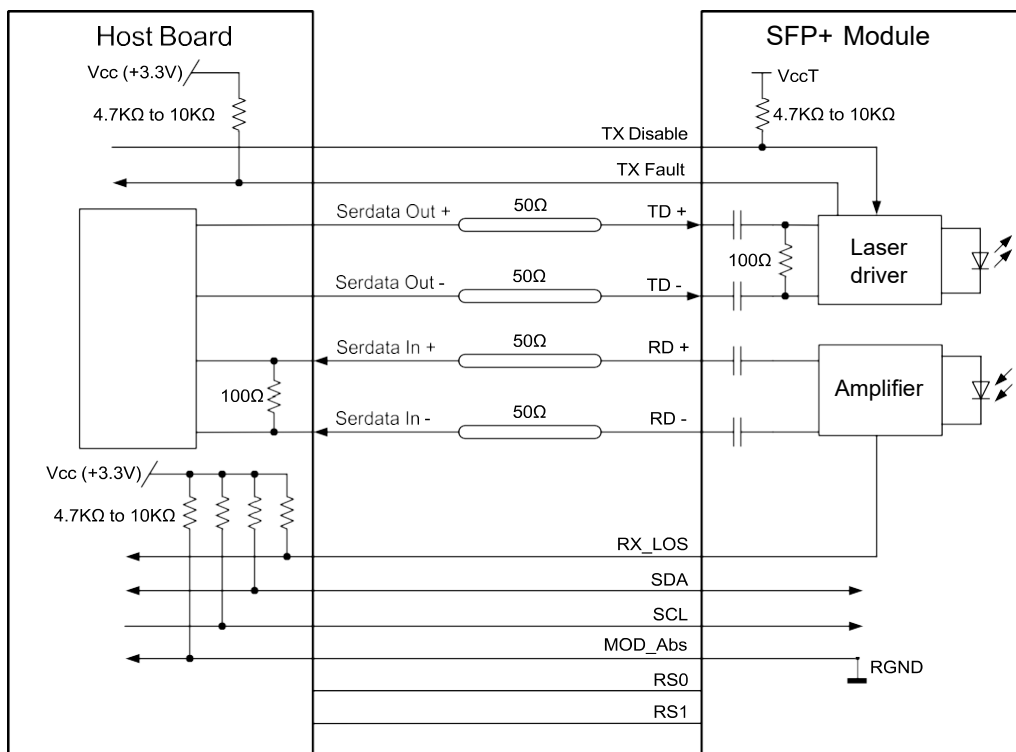 Host Board
SFP+ Module
Vcc (+3.3V)
VccT
4.7KΩ to 10KΩ
4.7KΩ to 10KΩ
TX Disable
TX Fault
Serdata Out +
50Ω
TD +
100Ω
Laser
driver
Serdata Out -
50Ω
TD -
Serdata In +
50Ω
RD +
100Ω
Amplifier
Serdata In -
50Ω
RD -
Vcc (+3.3V)
4.7KΩ to 10KΩ
RX_LOS
SDA
SCL
MOD_Abs
RGND
RS0
RS1